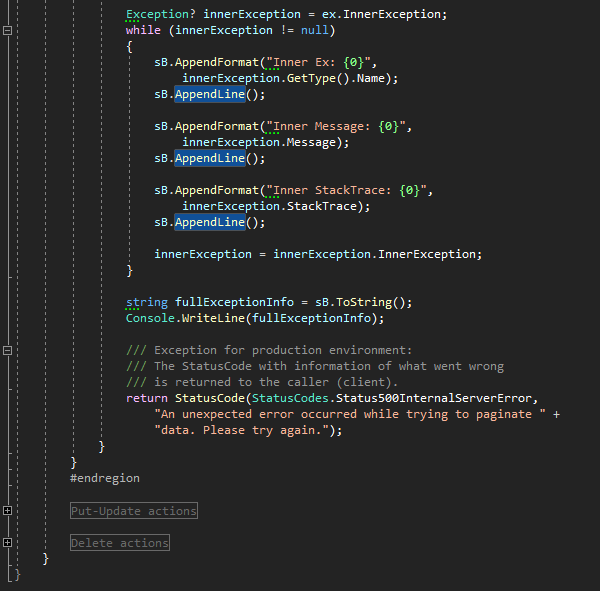 Exception? innerException = ex.InnerException;
while (innerException != null)
{
sB.AppendFormat("Inner Ex: {0}",
innerException.GetType().Name);
sB.AppendLine();
sB.AppendFormat("Inner Message: {0}",
innerException.Message);
sB.AppendLine();
sB.AppendFormat("Inner StackTrace: {0}",
innerException.StackTrace);
sB.AppendLine();
innerException = innerException.InnerException;
}
string fullExceptionInfo = sB.ToString();
Console.WriteLine(fullExceptionInfo);
/// Exception for production environment:
/// The StatusCode with information of what went wrong
/// is returned to the caller (client).
return StatusCode(StatusCodes.Status500InternalServerError,
"An unexpected error occurred while trying to paginate " +
"data. Please try again.");
}
}
#endregion
Put-Update actions
Delete actions
}
}